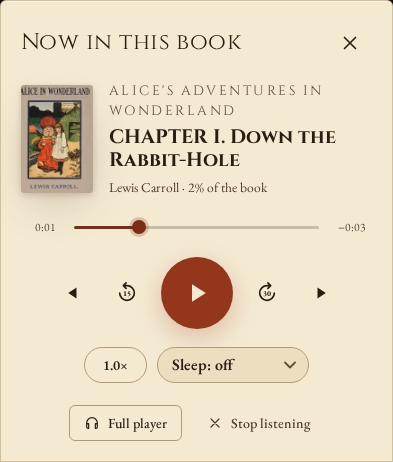 Now in this book
ALICE IN WONDERLAND
LEWIS CARROLL
ALICE'S ADVENTURES IN
WONDERLAND
CHAPTER I. Down the
Rabbit-Hole
Lewis Carroll · 2% of the book
0:01
−0:03
15
30
1.0×
Sleep: off
Full player
Stop listening